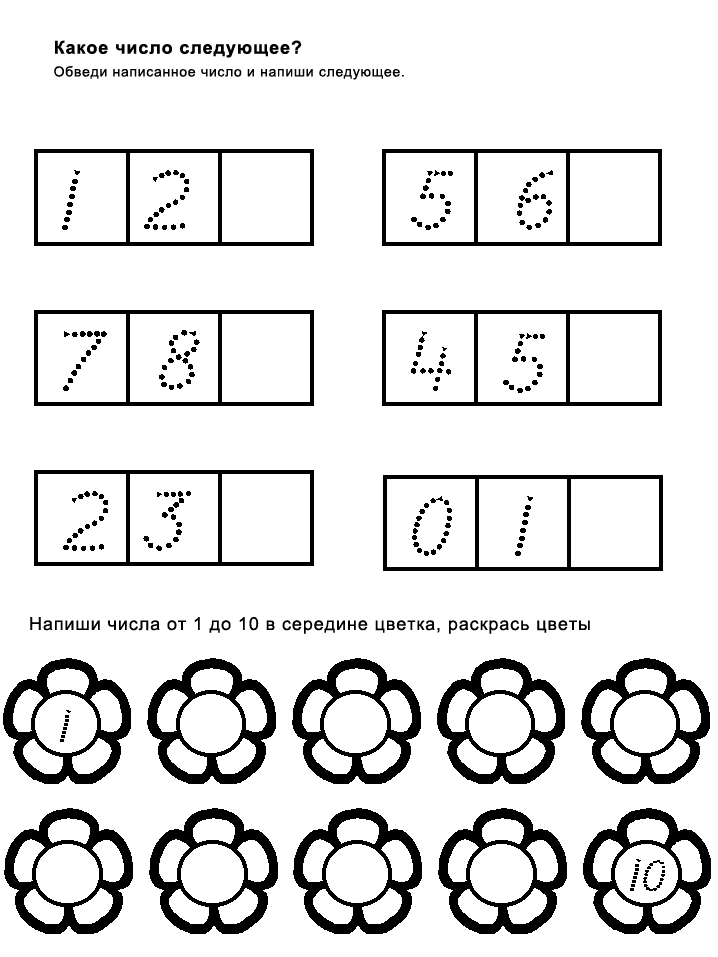 Какое число следующее?
Обведи написанное число и напиши следующее.
1 2
5 6
7 8
4 5
2 3
0 1
Напиши числа от 1 до 10 в середине цветка, раскрась цветы
1
10